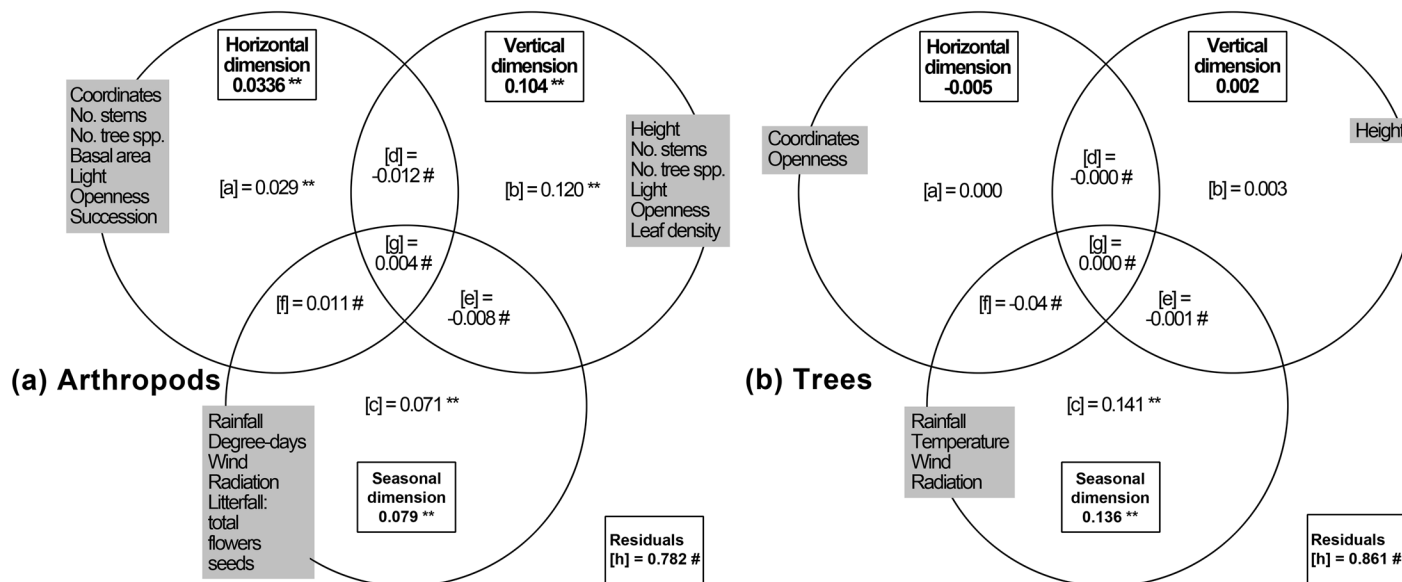 Horizontal
dimension
0.0336 **
Vertical
dimension
0.104 **
Coordinates
No. stems
No. tree spp.
Basal area
Light
Openness
Succession
Height
No. stems
No. tree spp.
Light
Openness
Leaf density
[a] = 0.029 **
[d] =
-0.012 #
[b] = 0.120 **
[g] =
0.004 #
[f] = 0.011 #
[e] =
-0.008 #
(a) Arthropods
[c] = 0.071 **
Rainfall
Degree-days
Wind
Radiation
Litterfall:
total
flowers
seeds
Seasonal
dimension
0.079 **
Residuals
[h] = 0.782 #
Horizontal
dimension
-0.005
Vertical
dimension
0.002
Coordinates
Openness
Height
[a] = 0.000
[d] =
-0.000 #
[b] = 0.003
[g] =
0.000 #
[f] = -0.04 #
[e] =
-0.001 #
(b) Trees
[c] = 0.141 **
Rainfall
Temperature
Wind
Radiation
Seasonal
dimension
0.136 **
Residuals
[h] = 0.861 #